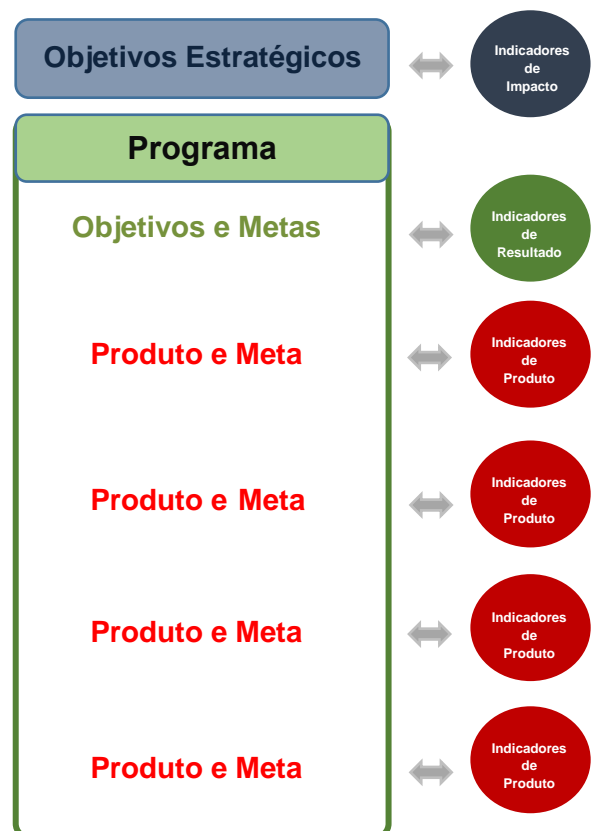 Objetivos Estratégicos
Indicadores
de
Impacto
Programa
Objetivos e Metas
Indicadores
de
Resultado
Produto e Meta
Indicadores
de
Produto
Produto e Meta
Indicadores
de
Produto
Produto e Meta
Indicadores
de
Produto
Produto e Meta
Indicadores
de
Produto